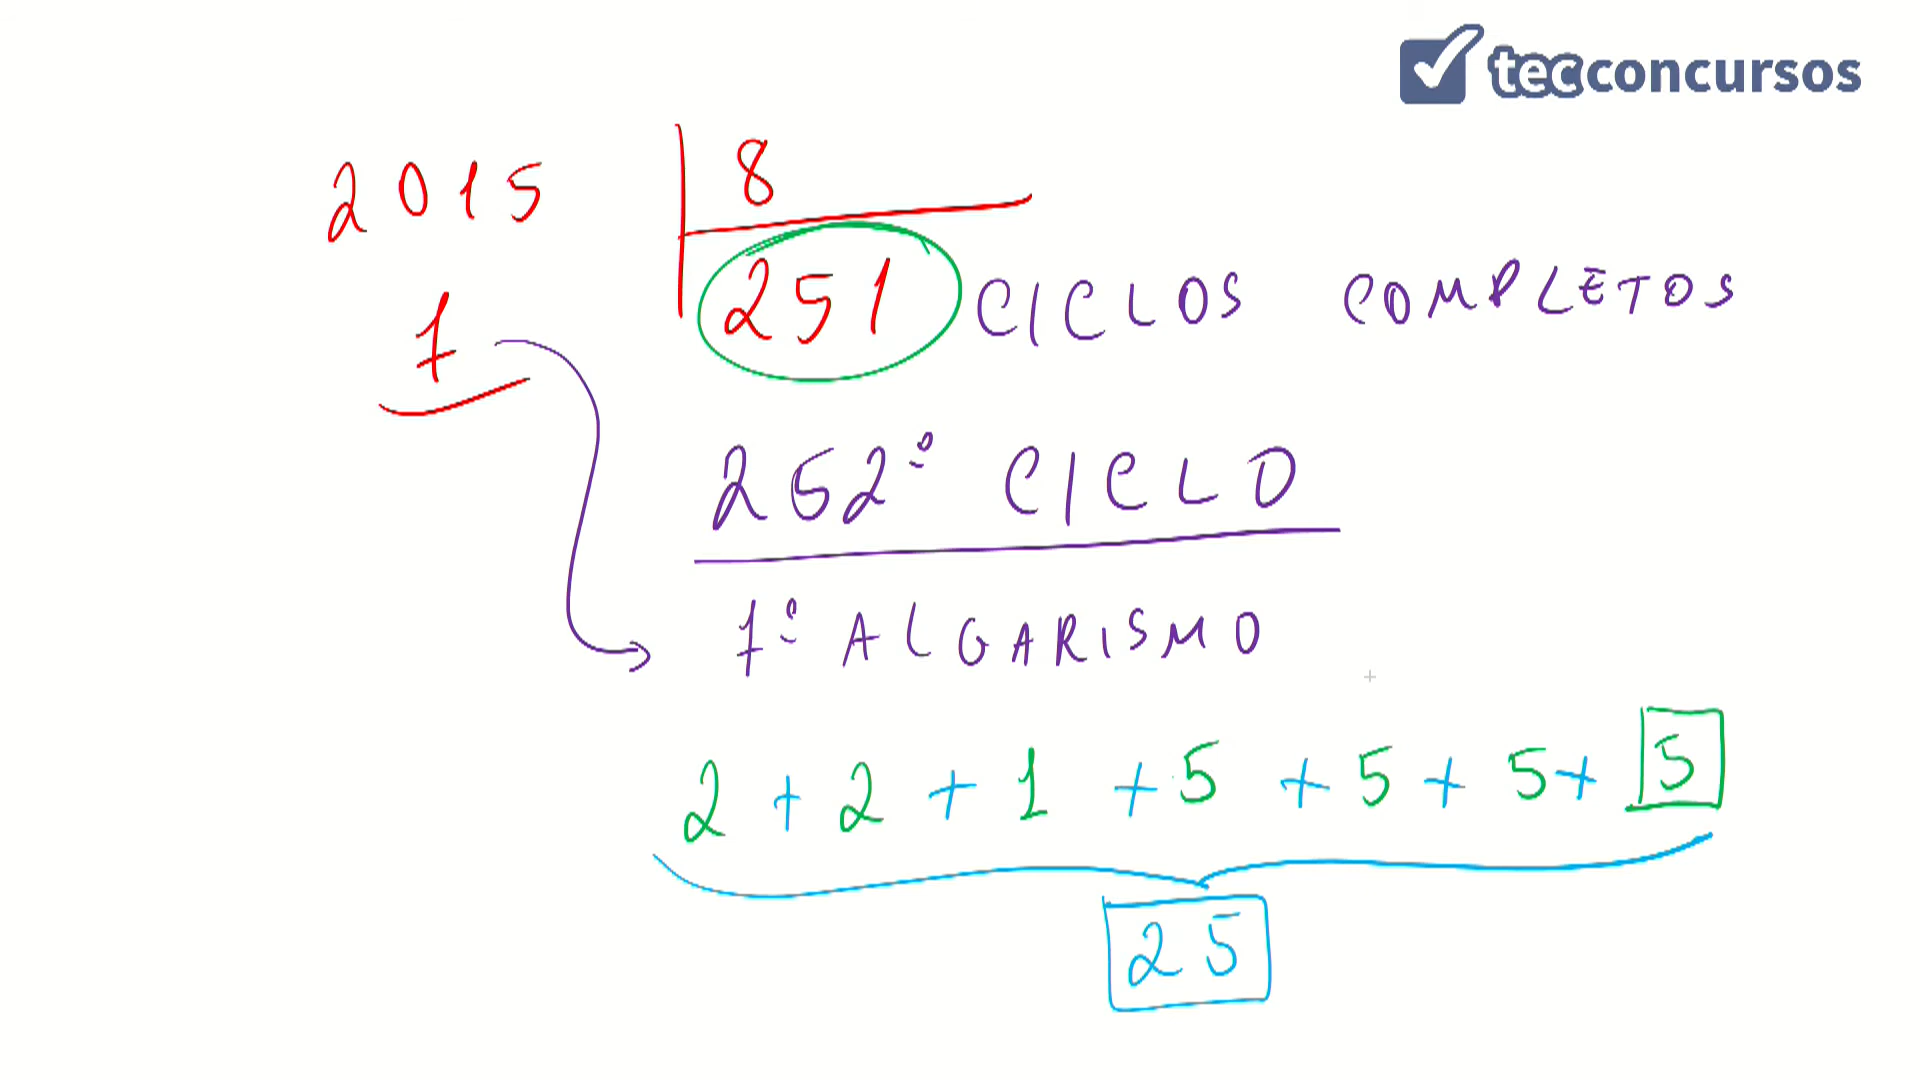 tecconcursos
2015 8
1 251 CICLOS COMPLETOS
252º CICLO
1º ALGARISMO
2 + 2 + 1 + 5 + 5 + 5 + 5
25